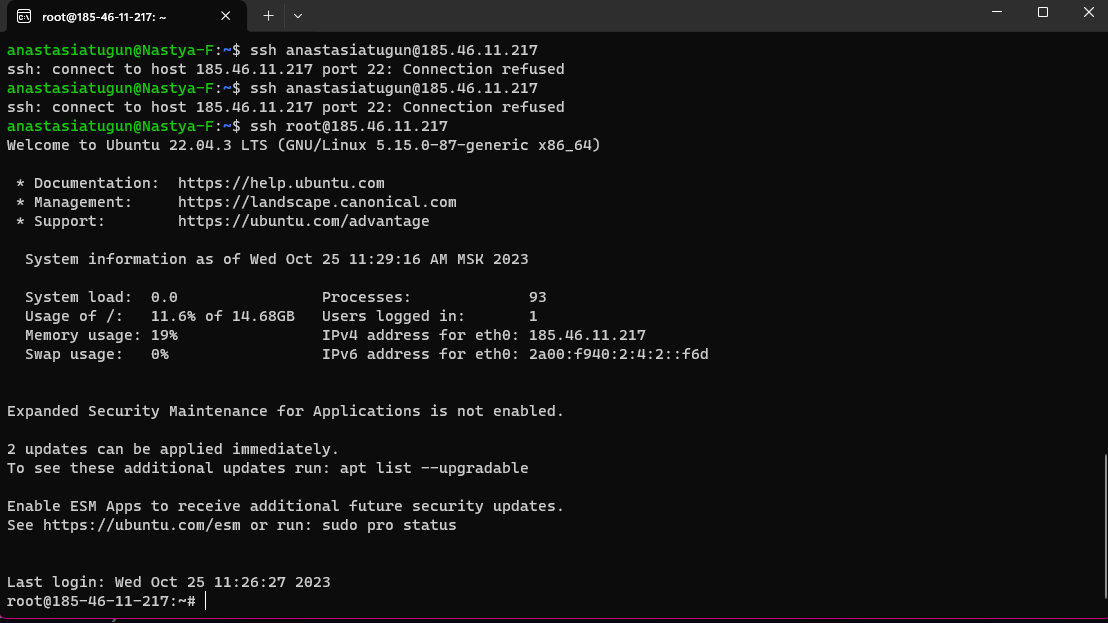 root@185-46-11-217: ~
anastasiatugun@Nastya-F:~$ ssh anastasiatugun@185.46.11.217
ssh: connect to host 185.46.11.217 port 22: Connection refused
anastasiatugun@Nastya-F:~$ ssh anastasiatugun@185.46.11.217
ssh: connect to host 185.46.11.217 port 22: Connection refused
anastasiatugun@Nastya-F:~$ ssh root@185.46.11.217
Welcome to Ubuntu 22.04.3 LTS (GNU/Linux 5.15.0-87-generic x86_64)

 * Documentation:  https://help.ubuntu.com
 * Management:     https://landscape.canonical.com
 * Support:        https://ubuntu.com/advantage

  System information as of Wed Oct 25 11:29:16 AM MSK 2023

  System load:  0.0                Processes:             93
  Usage of /:   11.6% of 14.68GB   Users logged in:       1
  Memory usage: 19%                IPv4 address for eth0: 185.46.11.217
  Swap usage:   0%                 IPv6 address for eth0: 2a00:f940:2:4:2::f6d

Expanded Security Maintenance for Applications is not enabled.

2 updates can be applied immediately.
To see these additional updates run: apt list --upgradable

Enable ESM Apps to receive additional future security updates.
See https://ubuntu.com/esm or run: sudo pro status

Last login: Wed Oct 25 11:26:27 2023
root@185-46-11-217:~#